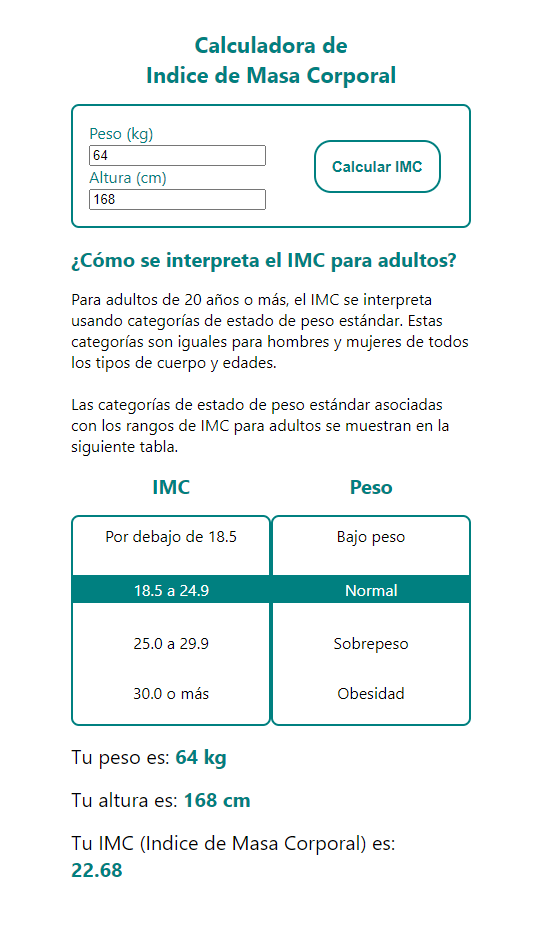 Calculadora de
Indice de Masa Corporal
Peso (kg)
64
Altura (cm)
168
Calcular IMC
¿Cómo se interpreta el IMC para adultos?
Para adultos de 20 años o más, el IMC se interpreta
usando categorías de estado de peso estándar. Estas
categorías son iguales para hombres y mujeres de todos
los tipos de cuerpo y edades.
Las categorías de estado de peso estándar asociadas
con los rangos de IMC para adultos se muestran en la
siguiente tabla.
IMC Peso
Por debajo de 18.5 Bajo peso
18.5 a 24.9 Normal
25.0 a 29.9 Sobrepeso
30.0 o más Obesidad
Tu peso es: 64 kg
Tu altura es: 168 cm
Tu IMC (Indice de Masa Corporal) es:
22.68